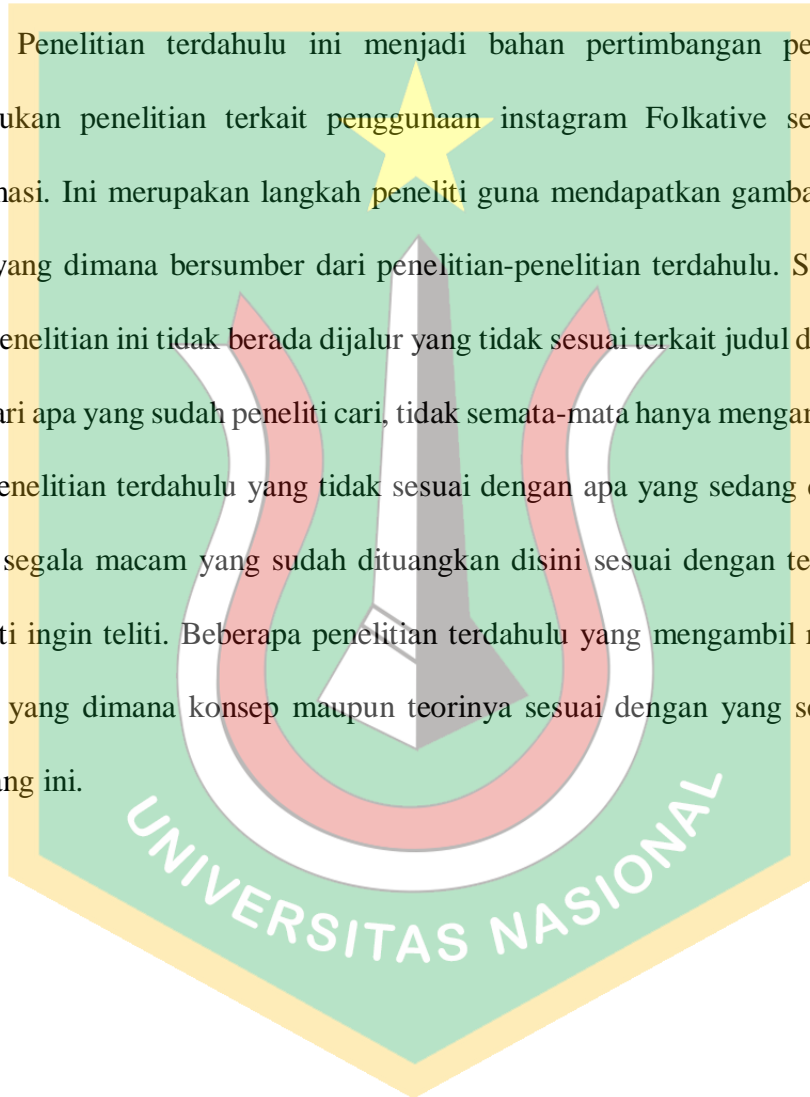 Penelitian terdahulu ini menjadi bahan pertimbangan pe
ukan penelitian terkait penggunaan instagram Folkative se
asi. Ini merupakan langkah peneliti guna mendapatkan gamba
yang dimana bersumber dari penelitian-penelitian terdahulu. S
enelitian ini tidak berada dijalur yang tidak sesuai terkait judul d
ari apa yang sudah peneliti cari, tidak semata-mata hanya mengam
enelitian terdahulu yang tidak sesuai dengan apa yang sedang
segala macam yang sudah dituangkan disini sesuai dengan te
ti ingin teliti. Beberapa penelitian terdahulu yang mengambil
yang dimana konsep maupun teorinya sesuai dengan yang se
ang ini.
UNIVERSITAS NASIONAL